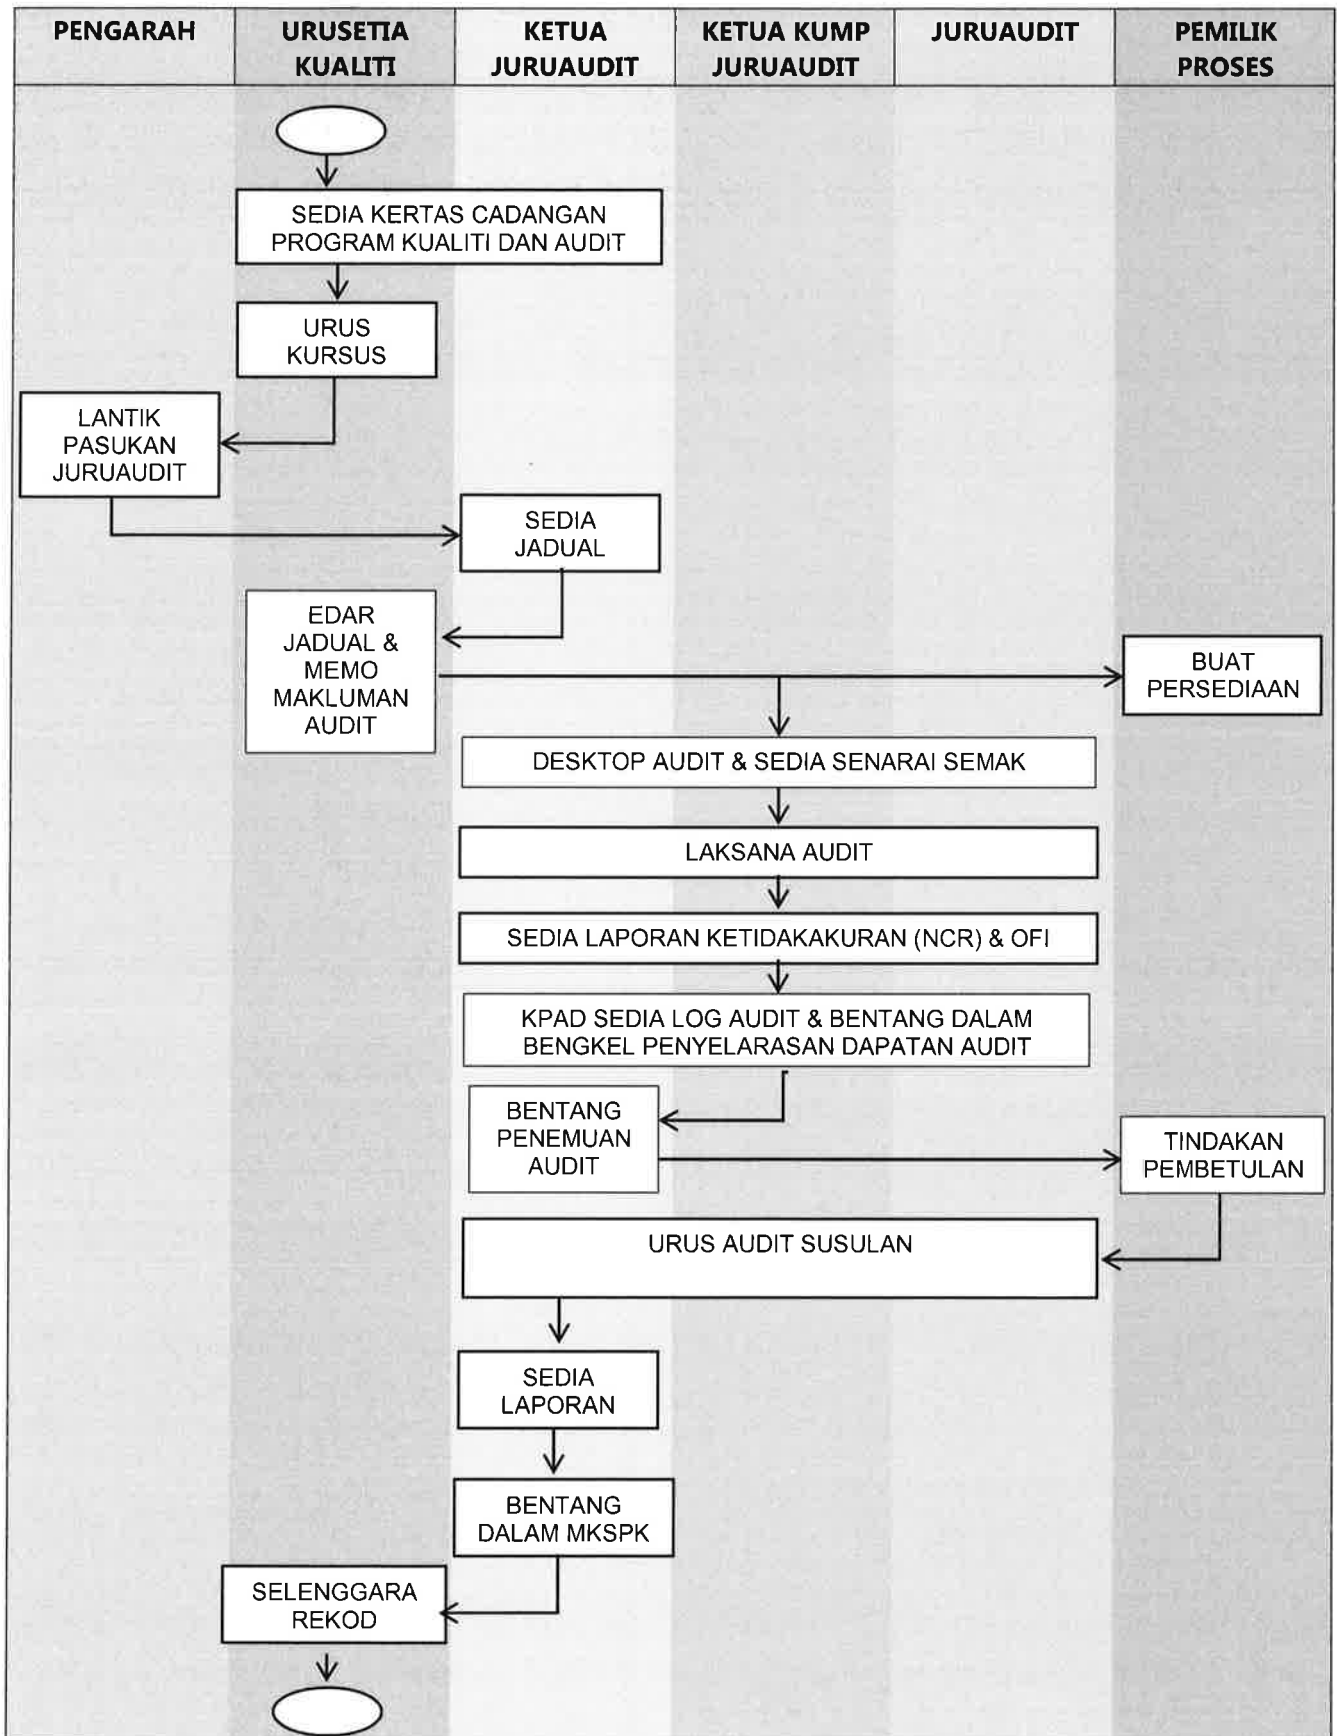 PENGARAH
URUSETIA
KUALITI
KETUA
JURUAUDIT
KETUA KUMP
JURUAUDIT
JURUAUDIT
PEMILIK
PROSES
SEDIA KERTAS CADANGAN
PROGRAM KUALITI DAN AUDIT
URUS
KURSUS
LANTIK
PASUKAN
JURUAUDIT
SEDIA
JADUAL
EDAR
JADUAL &
MEMO
MAKLUMAN
AUDIT
BUAT
PERSEDIAAN
DESKTOP AUDIT & SEDIA SENARAI SEMAK
LAKSANA AUDIT
SEDIA LAPORAN KETIDAKAKURAN (NCR) & OFI
KPAD SEDIA LOG AUDIT & BENTANG DALAM
BENGKEL PENYELARASAN DAPATAN AUDIT
BENTANG
PENEMUAN
AUDIT
TINDAKAN
PEMBETULAN
URUS AUDIT SUSULAN
SEDIA
LAPORAN
BENTANG
DALAM MKSPK
SELENGGARA
REKOD